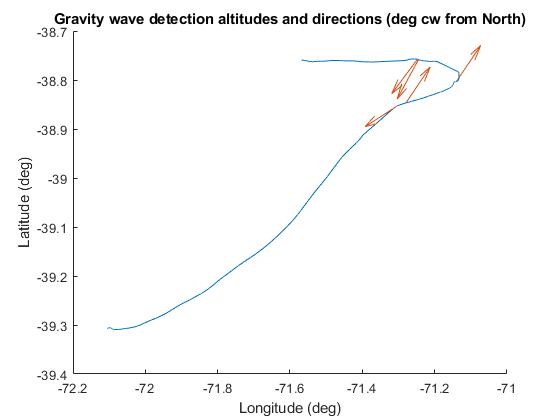 Gravity wave detection altitudes and directions (deg cw from North)
-38.7
-38.8
-38.9
-39
-39.1
-39.2
-39.3
-39.4
Latitude (deg)
-72.2 -72 -71.8 -71.6 -71.4 -71.2 -71
Longitude (deg)